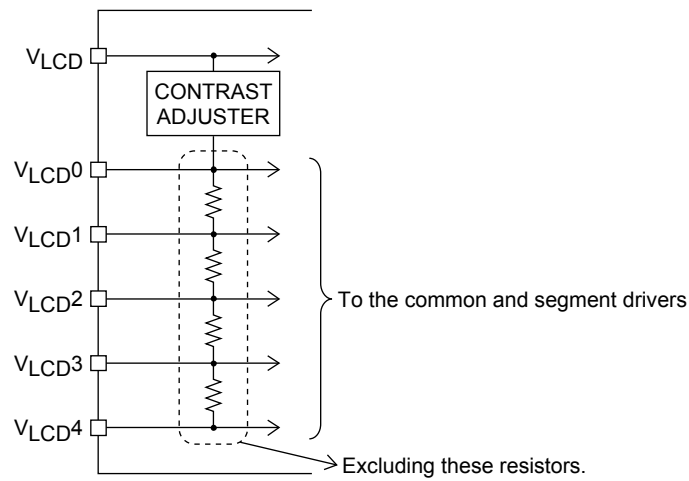 VLCD
CONTRAST
ADJUSTER
VLCD0
VLCD1
VLCD2
To the common and segment drivers
VLCD3
VLCD4
Excluding these resistors.